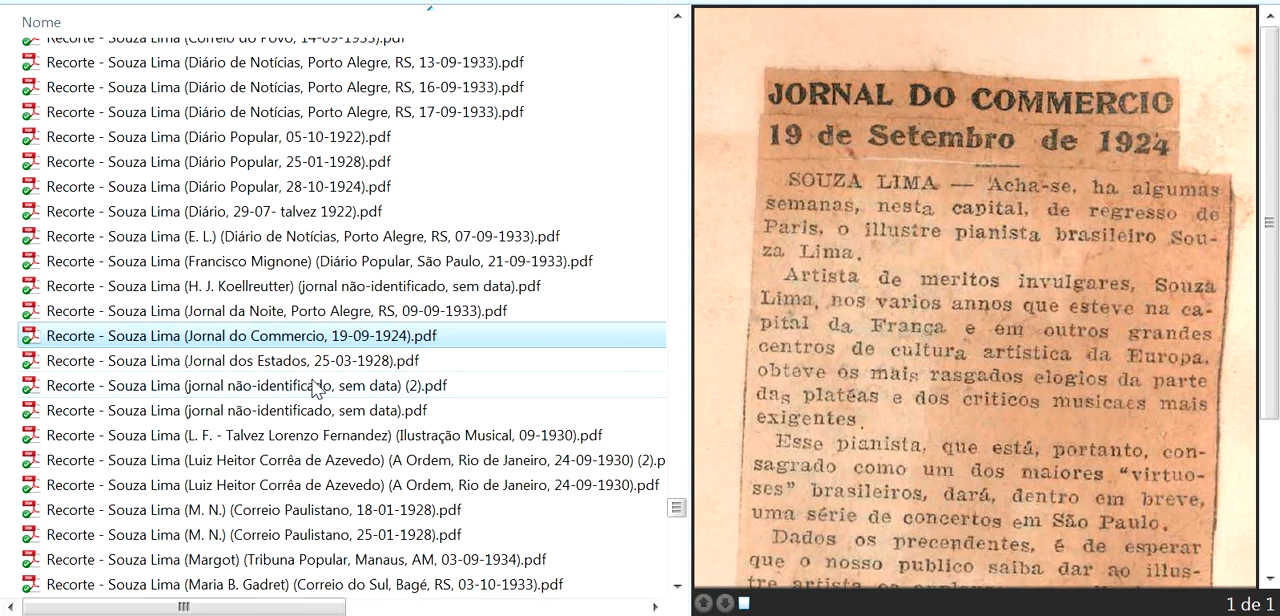 Nome
Recorte - Souza Lima (Correio do Povo, 14-09-1933).pdf
Recorte - Souza Lima (Diário de Notícias, Porto Alegre, RS, 13-09-1933).pdf
Recorte - Souza Lima (Diário de Notícias, Porto Alegre, RS, 16-09-1933).pdf
Recorte - Souza Lima (Diário de Notícias, Porto Alegre, RS, 17-09-1933).pdf
Recorte - Souza Lima (Diário Popular, 05-10-1922).pdf
Recorte - Souza Lima (Diário Popular, 25-01-1928).pdf
Recorte - Souza Lima (Diário Popular, 28-10-1924).pdf
Recorte - Souza Lima (Diário, 29-07- talvez 1922).pdf
Recorte - Souza Lima (E. L.) (Diário de Notícias, Porto Alegre, RS, 07-09-1933).pdf
Recorte - Souza Lima (Francisco Mignone) (Diário Popular, São Paulo, 21-09-1933).pdf
Recorte - Souza Lima (H. J. Koellreutter) (jornal não-identificado, sem data).pdf
Recorte - Souza Lima (Jornal da Noite, Porto Alegre, RS, 09-09-1933).pdf
Recorte - Souza Lima (Jornal do Commercio, 19-09-1924).pdf
Recorte - Souza Lima (Jornal dos Estados, 25-03-1928).pdf
Recorte - Souza Lima (jornal não-identificado, sem data) (2).pdf
Recorte - Souza Lima (jornal não-identificado, sem data).pdf
Recorte - Souza Lima (L. F. - Talvez Lorenzo Fernandez) (Ilustração Musical, 09-1930).pdf
Recorte - Souza Lima (Luiz Heitor Corrêa de Azevedo) (A Ordem, Rio de Janeiro, 24-09-1930) (2).p
Recorte - Souza Lima (Luiz Heitor Corrêa de Azevedo) (A Ordem, Rio de Janeiro, 24-09-1930).pdf
Recorte - Souza Lima (M. N.) (Correio Paulistano, 18-01-1928).pdf
Recorte - Souza Lima (M. N.) (Correio Paulistano, 25-01-1928).pdf
Recorte - Souza Lima (Margot) (Tribuna Popular, Manaus, AM, 03-09-1934).pdf
Recorte - Souza Lima (Maria B. Gadret) (Correio do Sul, Bage, RS, 03-10-1933).pdf
JORNAL DO COMMERCIO
19 de Setembro de 1924
SOUZA LIMA — Acha-se, ha algumas
semanas, nesta capital, de regresso de
Paris, o illustre pianista brasileiro Sou-
za Lima.
Artista de meritos invulgares, Souza
Lima, nos varios annos que esteve na ca-
pital da França e em outros grandes
centros de cultura artistica da Europa,
obteve os mais rasgados elogios da parte
das platéas e dos criticos musicaes mais
exigentes.
Esse pianista, que está, portanto, con-
sagrado como um dos maiores "virtuo-
ses" brasileiros, dará, dentro em breve,
uma série de concertos em São Paulo.
Dados os precendentes, é de esperar
que o nosso publico saiba dar ao illus-
tre artista os
1 de 1